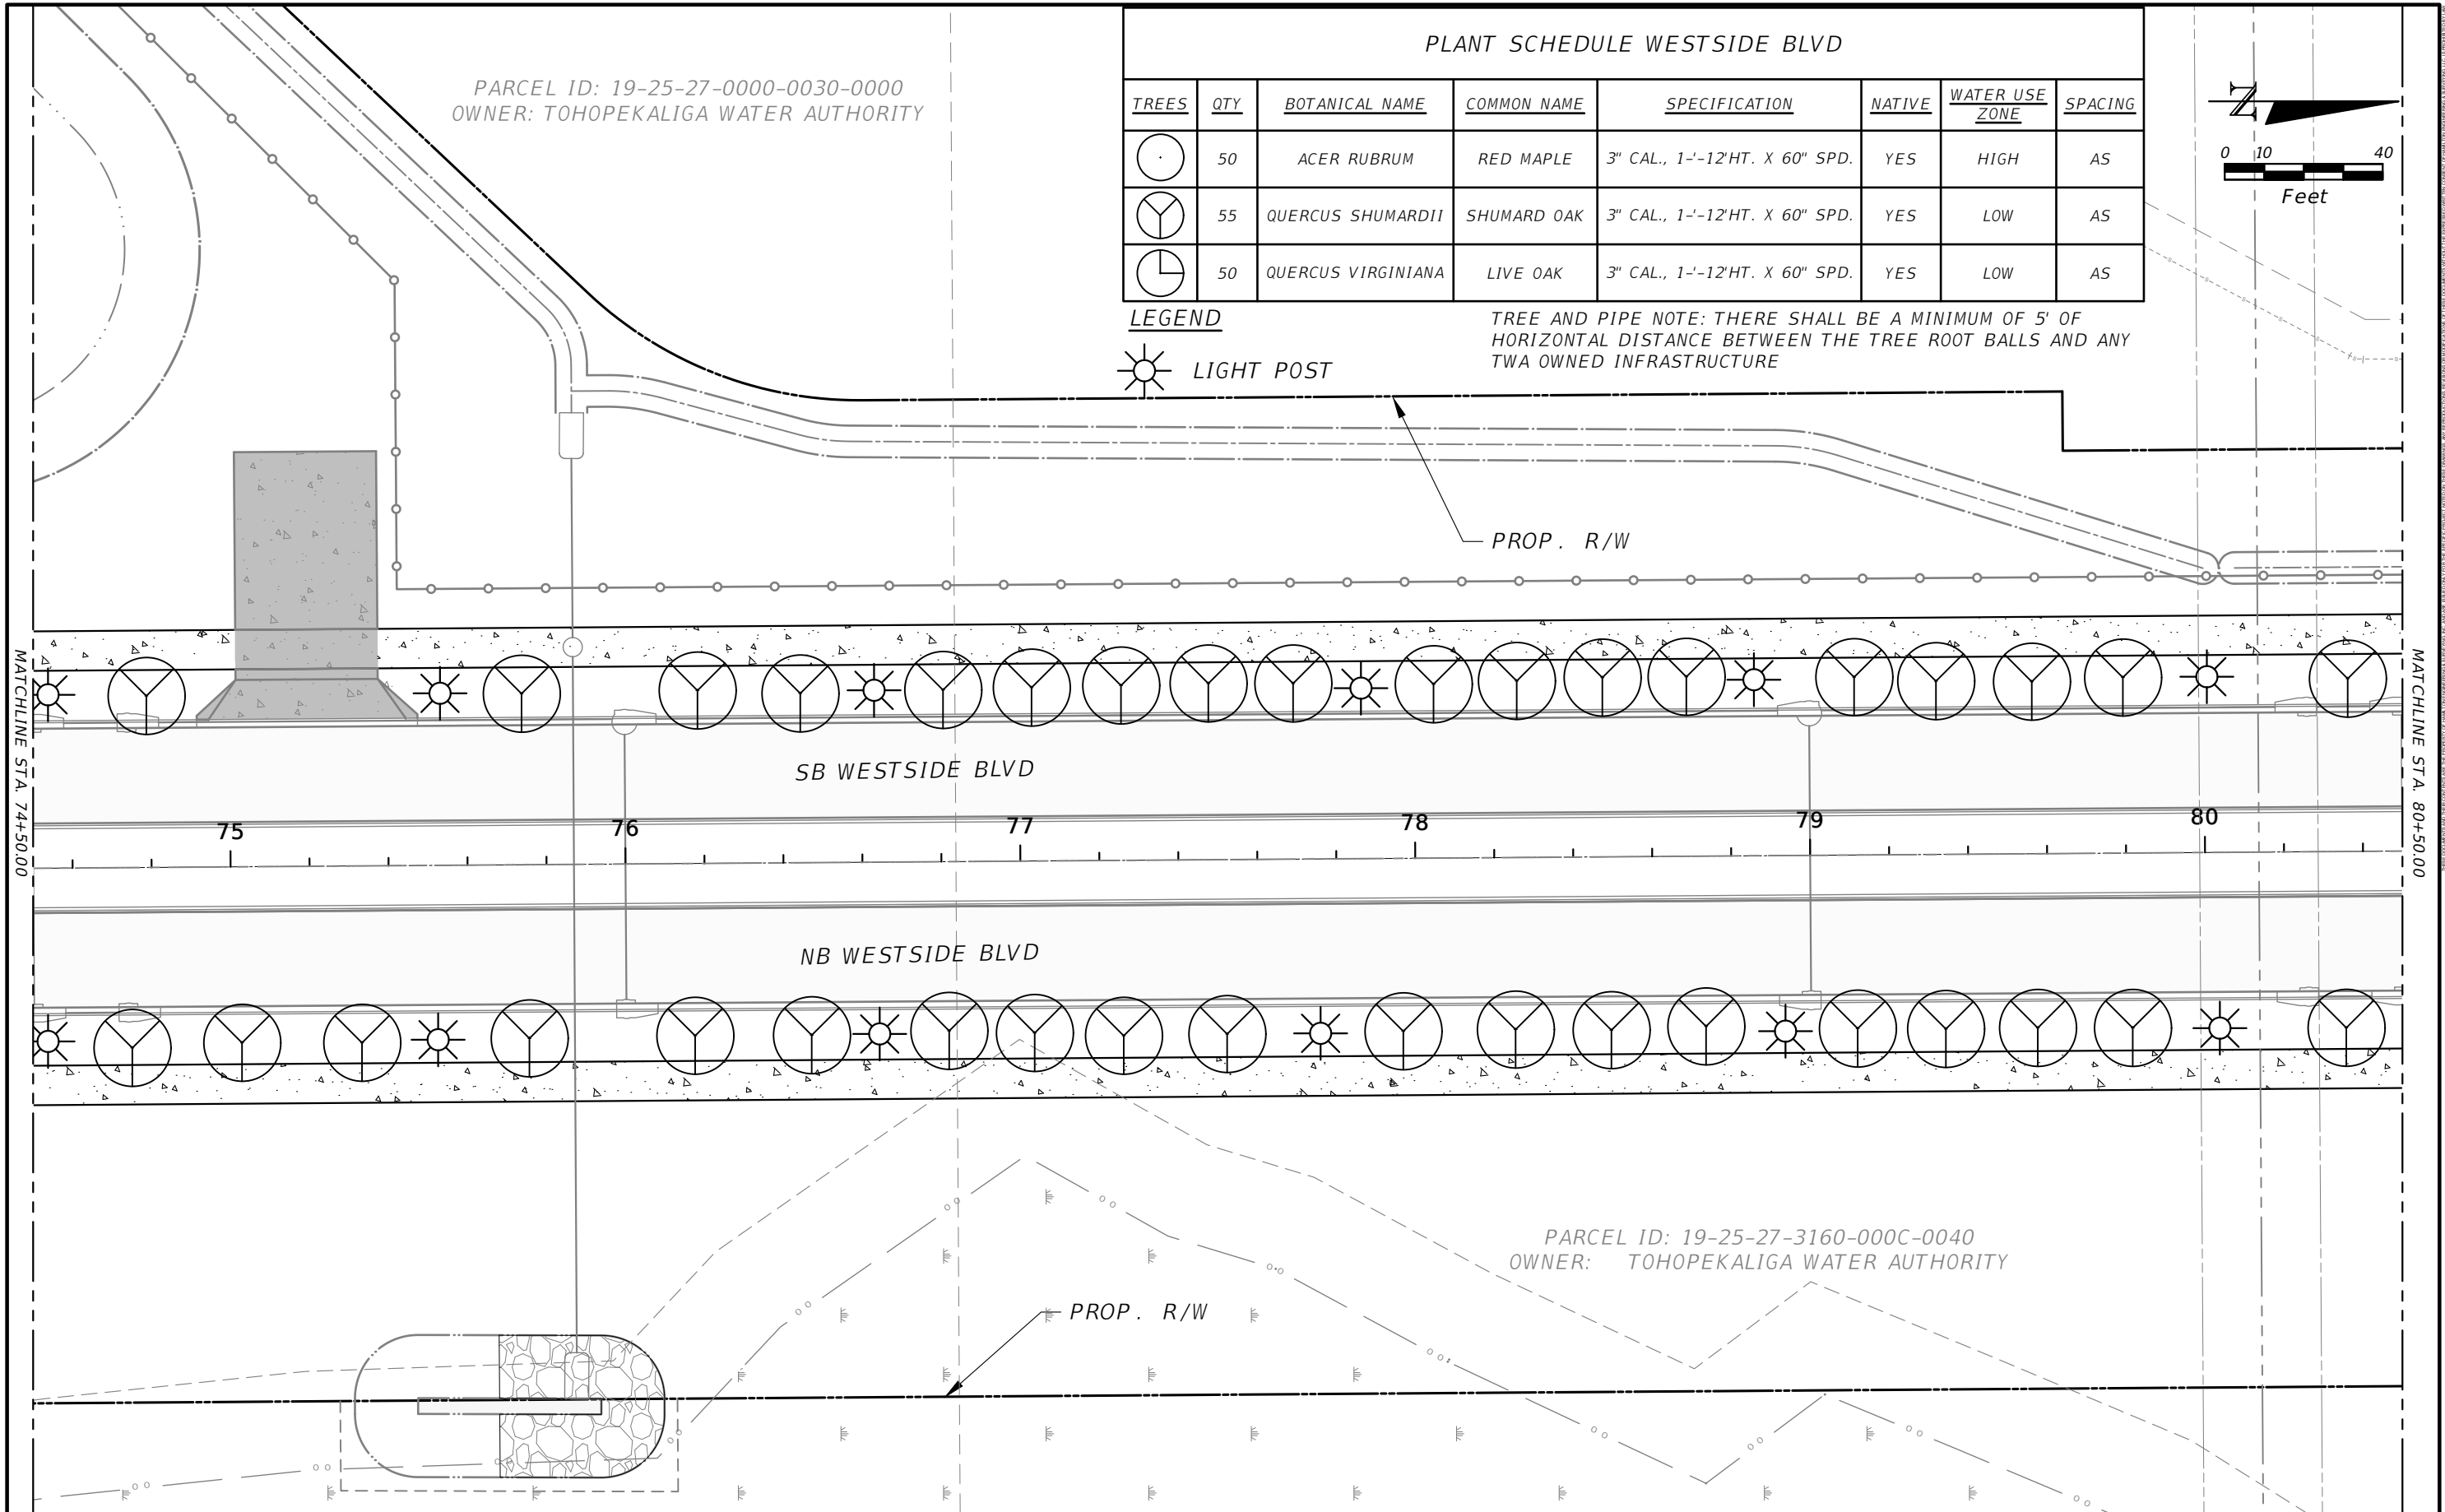 PLANT SCHEDULE WESTSIDE BLVD
TREES QTY BOTANICAL NAME COMMON NAME SPECIFICATION NATIVE WATER USE ZONE SPACING
50 ACER RUBRUM RED MAPLE 3" CAL., 1-'-12'HT. X 60" SPD. YES HIGH AS
55 QUERCUS SHUMARDII SHUMARD OAK 3" CAL., 1-'-12'HT. X 60" SPD. YES LOW AS
50 QUERCUS VIRGINIANA LIVE OAK 3" CAL., 1-'-12'HT. X 60" SPD. YES LOW AS
PARCEL ID: 19-25-27-0000-0030-0000
OWNER: TOHOPEKALIGA WATER AUTHORITY
N
0 10 40
Feet
LEGEND
LIGHT POST
TREE AND PIPE NOTE: THERE SHALL BE A MINIMUM OF 5' OF
HORIZONTAL DISTANCE BETWEEN THE TREE ROOT BALLS AND ANY
TWA OWNED INFRASTRUCTURE
PROP. R/W
MATCHLINE STA. 74+50.00
MATCHLINE STA. 80+50.00
SB WESTSIDE BLVD
75 76 77 78 79 80
NB WESTSIDE BLVD
PARCEL ID: 19-25-27-3160-000C-0040
OWNER: TOHOPEKALIGA WATER AUTHORITY
PROP. R/W